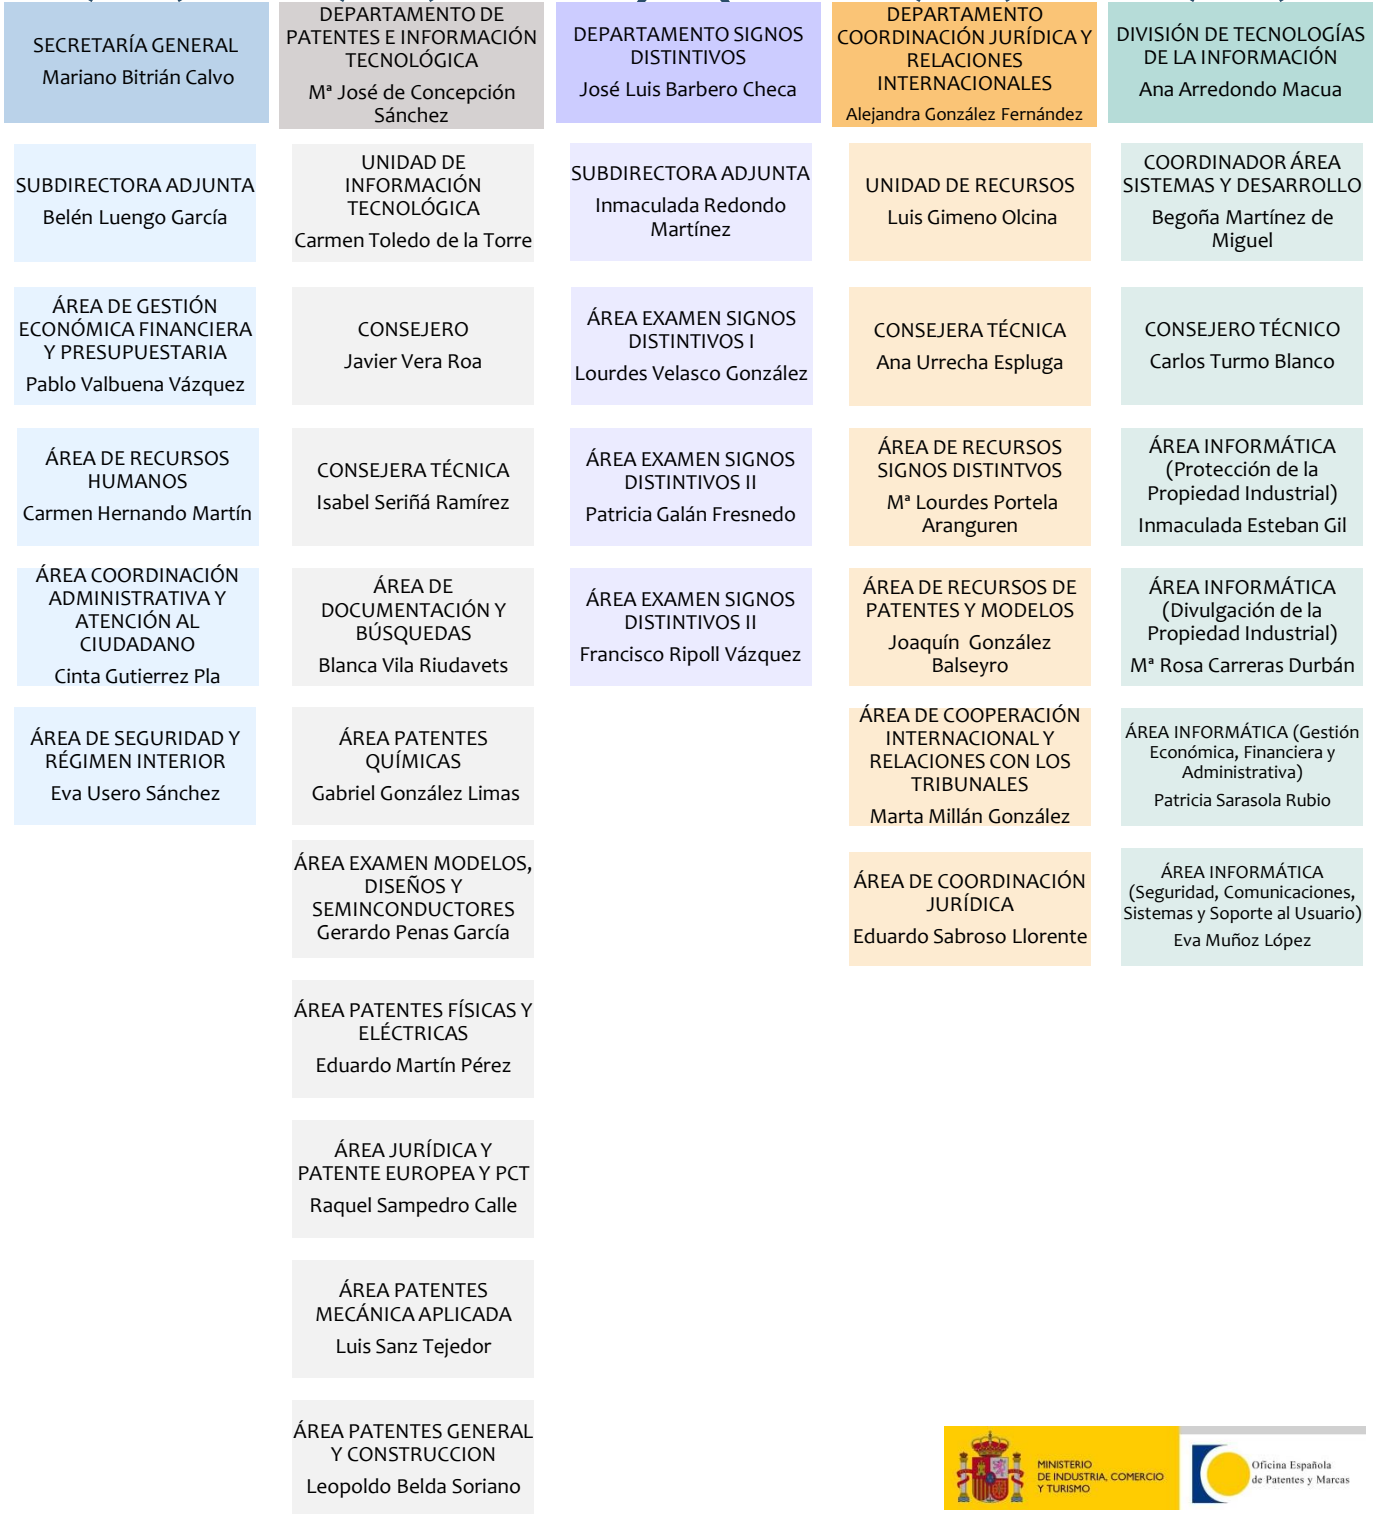 SECRETARÍA GENERAL
Mariano Bitrián Calvo
SUBDIRECTORA ADJUNTA
Belén Luengo García
ÁREA DE GESTIÓN
ECONÓMICA FINANCIERA
Y PRESUPUESTARIA
Pablo Valbuena Vázquez
ÁREA DE RECURSOS
HUMANOS
Carmen Hernando Martín
ÁREA COORDINACIÓN
ADMINISTRATIVA Y
ATENCIÓN AL
CIUDADANO
Cinta Gutierrez Pla
ÁREA DE SEGURIDAD Y
RÉGIMEN INTERIOR
Eva Usero Sánchez
DEPARTAMENTO DE
PATENTES E INFORMACIÓN
TECNOLÓGICA
Mª José de Concepción
Sánchez
UNIDAD DE
INFORMACIÓN
TECNOLÓGICA
Carmen Toledo de la Torre
CONSEJERO
Javier Vera Roa
CONSEJERA TÉCNICA
Isabel Seriñá Ramírez
ÁREA DE
DOCUMENTACIÓN Y
BÚSQUEDAS
Blanca Vila Riudavets
ÁREA PATENTES
QUÍMICAS
Gabriel González Limas
ÁREA EXAMEN MODELOS,
DISEÑOS Y
SEMINCONDUCTORES
Gerardo Penas García
ÁREA PATENTES FÍSICAS Y
ELÉCTRICAS
Eduardo Martín Pérez
ÁREA JURÍDICA Y
PATENTE EUROPEA Y PCT
Raquel Sampedro Calle
ÁREA PATENTES
MECÁNICA APLICADA
Luis Sanz Tejedor
ÁREA PATENTES GENERAL
Y CONSTRUCCION
Leopoldo Belda Soriano
DEPARTAMENTO SIGNOS
DISTINTIVOS
José Luis Barbero Checa
SUBDIRECTORA ADJUNTA
Inmaculada Redondo
Martínez
ÁREA EXAMEN SIGNOS
DISTINTIVOS I
Lourdes Velasco González
ÁREA EXAMEN SIGNOS
DISTINTIVOS II
Patricia Galán Fresnedo
ÁREA EXAMEN SIGNOS
DISTINTIVOS II
Francisco Ripoll Vázquez
DEPARTAMENTO
COORDINACIÓN JURÍDICA Y
RELACIONES
INTERNACIONALES
Alejandra González Fernández
UNIDAD DE RECURSOS
Luis Gimeno Olcina
CONSEJERA TÉCNICA
Ana Urrecha Espluga
ÁREA DE RECURSOS
SIGNOS DISTINTVOS
Mª Lourdes Portela
Aranguren
ÁREA DE RECURSOS DE
PATENTES Y MODELOS
Joaquín González
Balseyro
ÁREA DE COOPERACIÓN
INTERNACIONAL Y
RELACIONES CON LOS
TRIBUNALES
Marta Millán González
ÁREA DE COORDINACIÓN
JURÍDICA
Eduardo Sabroso Llorente
DIVISIÓN DE TECNOLOGÍAS
DE LA INFORMACIÓN
Ana Arredondo Macua
COORDINADOR ÁREA
SISTEMAS Y DESARROLLO
Begoña Martínez de
Miguel
CONSEJERO TÉCNICO
Carlos Turmo Blanco
ÁREA INFORMÁTICA
(Protección de la
Propiedad Industrial)
Inmaculada Esteban Gil
ÁREA INFORMÁTICA
(Divulgación de la
Propiedad Industrial)
Mª Rosa Carreras Durbán
ÁREA INFORMÁTICA (Gestión
Económica, Financiera y
Administrativa)
Patricia Sarasola Rubio
ÁREA INFORMÁTICA
(Seguridad, Comunicaciones,
Sistemas y Soporte al Usuario)
Eva Muñoz López
MINISTERIO
DE INDUSTRIA, COMERCIO
Y TURISMO
Oficina Española
de Patentes y Marcas